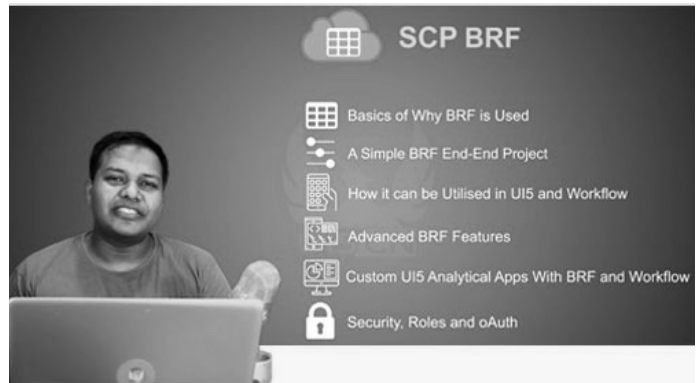 SCP BRF
Basics of Why BRF is Used
A Simple BRF End-End Project
How it can be Utilised in UI5 and Workflow
Advanced BRF Features
Custom UI5 Analytical Apps With BRF and Workflow
Security, Roles and oAuth